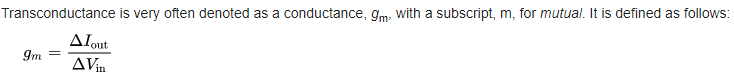 Transconductance is very often denoted as a conductance, gm, with a subscript, m, for mutual. It is defined as follows:
gm = ΔIout / ΔVin